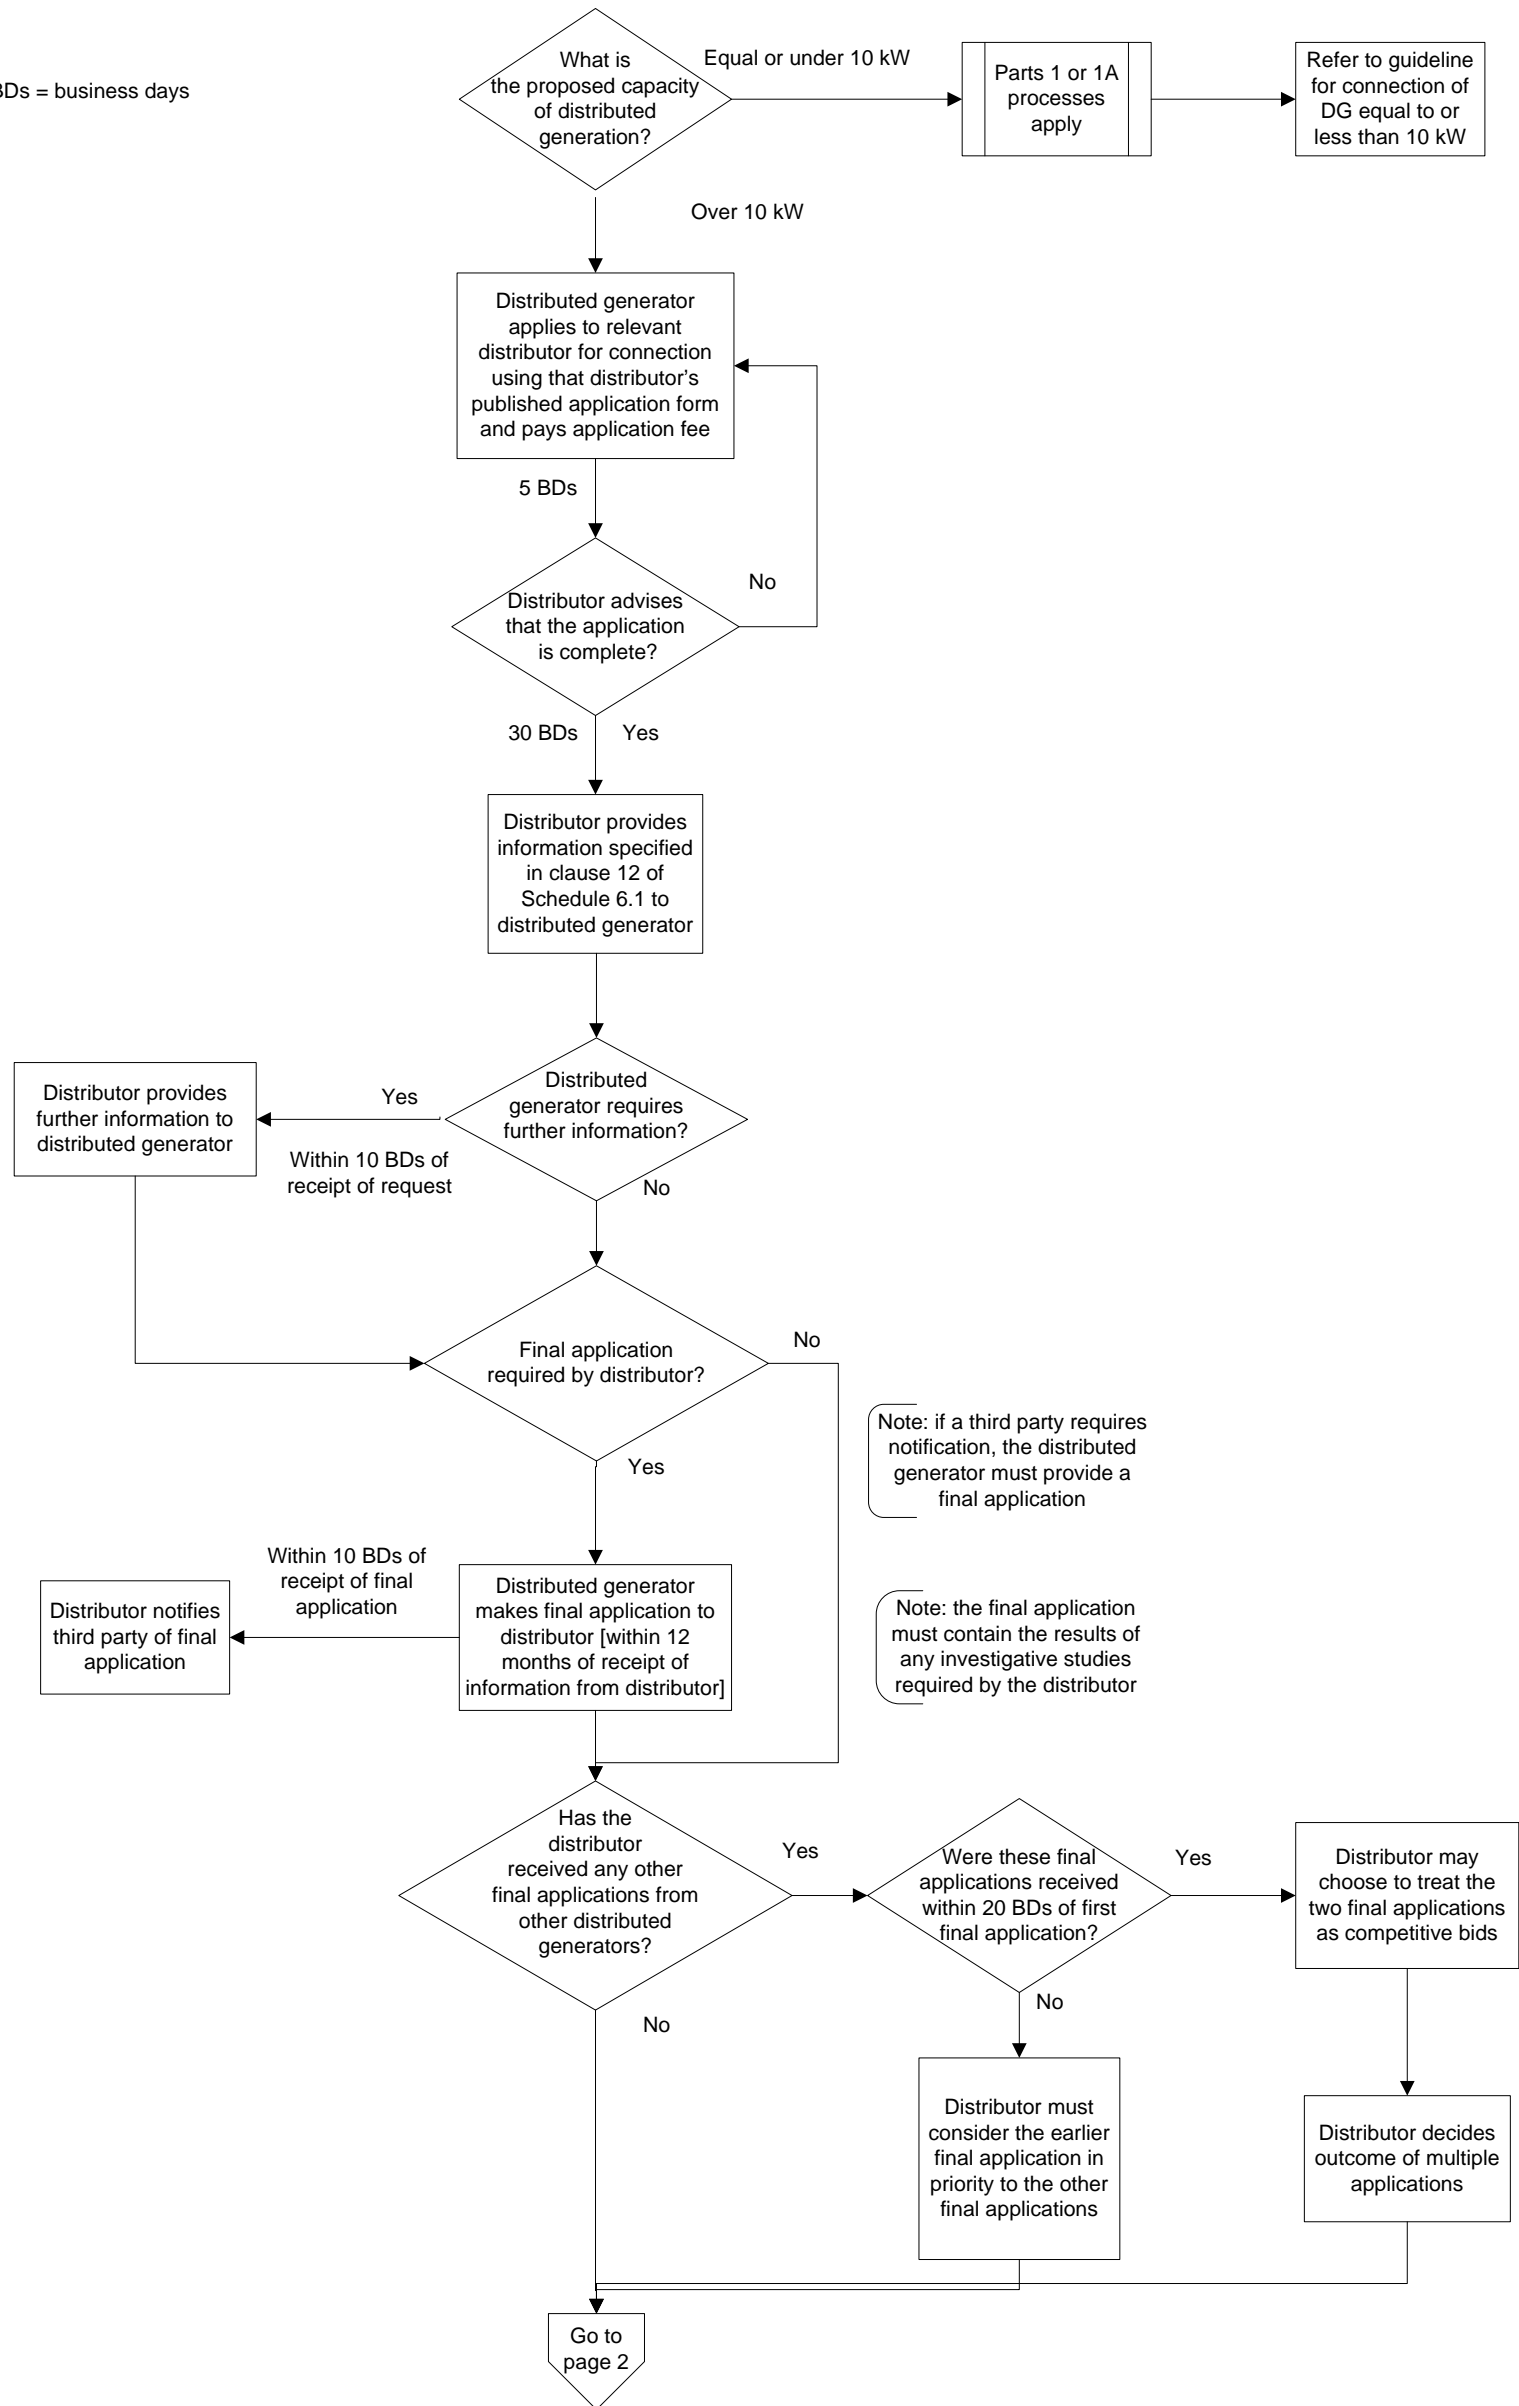 What is
the proposed capacity
of distributed
generation?
Equal or under 10 kW
Parts 1 or 1A
processes
apply
Refer to guideline
for connection of
DG equal to or
less than 10 kW
BDs = business days
Over 10 kW
Distributed generator
applies to relevant
distributor for connection
using that distributor's
published application form
and pays application fee
5 BDs
No
Distributor advises
that the application
is complete?
30 BDs
Yes
Distributor provides
information specified
in clause 12 of
Schedule 6.1 to
distributed generator
Distributed
generator requires
further information?
Yes
Distributor provides
further information to
distributed generator
Within 10 BDs of
receipt of request
No
Final application
required by distributor?
No
Note: if a third party requires
notification, the distributed
generator must provide a
final application
Yes
Within 10 BDs of
receipt of final
application
Distributor notifies
third party of final
application
Distributed generator
makes final application to
distributor [within 12
months of receipt of
information from distributor]
Note: the final application
must contain the results of
any investigative studies
required by the distributor
Has the
distributor
received any other
final applications from
other distributed
generators?
Yes
Were these final
applications received
within 20 BDs of first
final application?
Yes
Distributor may
choose to treat the
two final applications
as competitive bids
No
No
Distributor must
consider the earlier
final application in
priority to the other
final applications
Distributor decides
outcome of multiple
applications
Go to
page 2